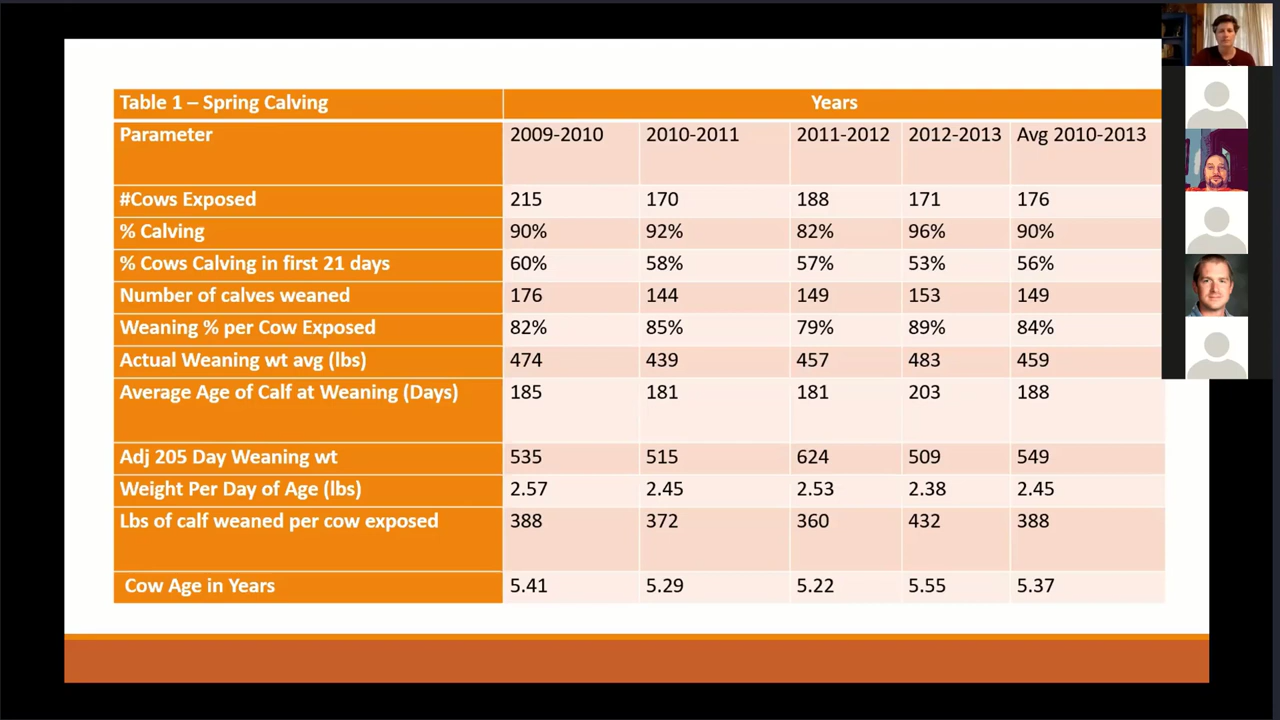 Table 1 – Spring Calving Years
Parameter 2009-2010 2010-2011 2011-2012 2012-2013 Avg 2010-2013
#Cows Exposed 215 170 188 171 176
% Calving 90% 92% 82% 96% 90%
% Cows Calving in first 21 days 60% 58% 57% 53% 56%
Number of calves weaned 176 144 149 153 149
Weaning % per Cow Exposed 82% 85% 79% 89% 84%
Actual Weaning wt avg (lbs) 474 439 457 483 459
Average Age of Calf at Weaning (Days) 185 181 181 203 188
Adj 205 Day Weaning wt 535 515 624 509 549
Weight Per Day of Age (lbs) 2.57 2.45 2.53 2.38 2.45
Lbs of calf weaned per cow exposed 388 372 360 432 388
Cow Age in Years 5.41 5.29 5.22 5.55 5.37